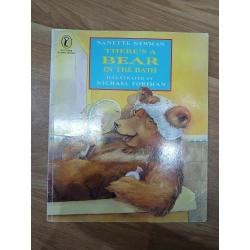 NANETTE NEWMAN
THERE'S A
BEAR
IN THE BATH
ILLUSTRATED BY
MICHAEL FOREMAN